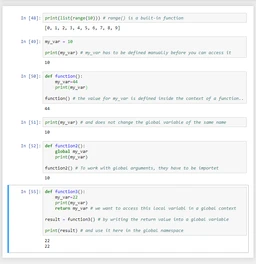 In [48]: print(list(range(10))) # range() is a built-in function
[0, 1, 2, 3, 4, 5, 6, 7, 8, 9]
In [49]: my_var = 10
print(my_var) # my_var has to be defined manually before you can access it
10
In [50]: def function():
my_var=44
print(my_var)
function() # the value for my_var is defined inside the context of a function..
44
In [51]: print(my_var) # and does not change the global variable of the same name
10
In [52]: def function2():
global my_var
print(my_var)
function2() # To work with global arguments, they have to be importet
10
In [53]: def function3():
my_var=22
print(my_var)
return my_var # we want to access this local variabl in a global context
result = function3() # by writing the return value into a global variable
print(result) # and use it here in the global namespace
22
22